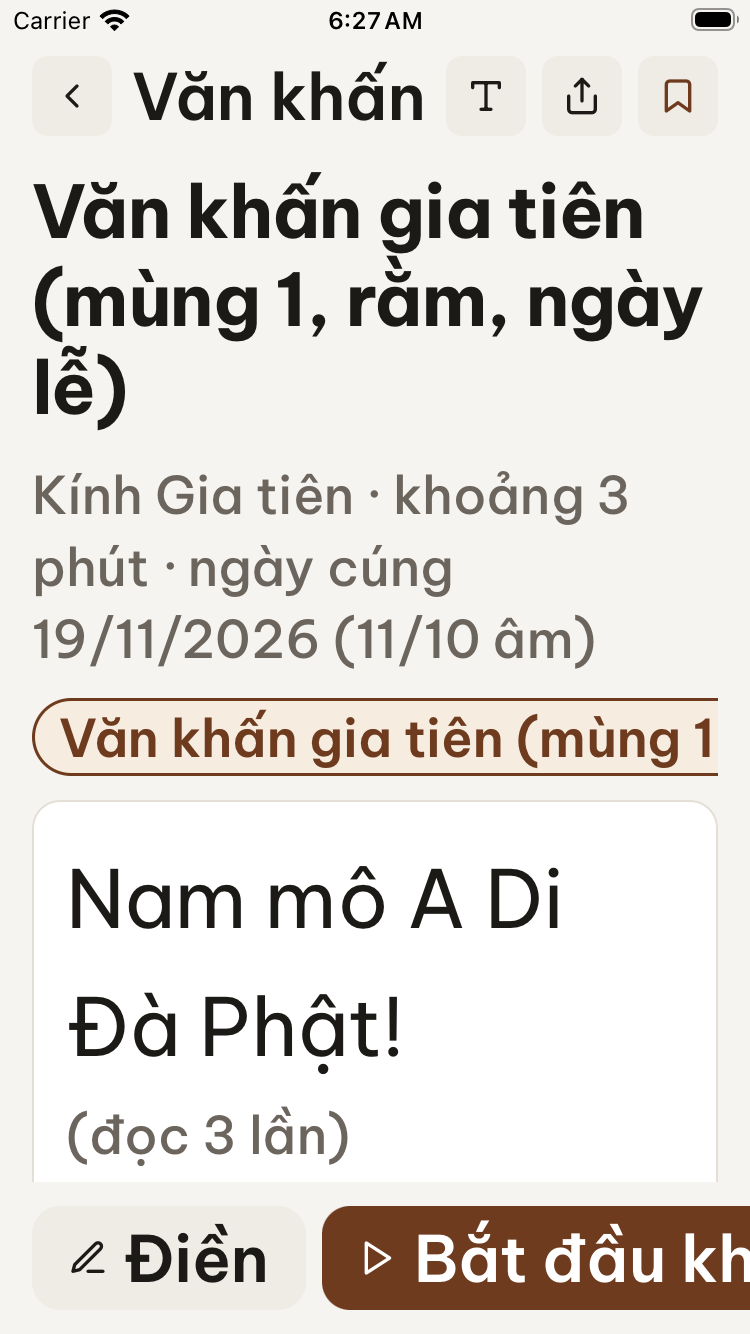 Carrier 6:27 AM
Văn khấn
Văn khấn gia tiên
(mùng 1, rằm, ngày
lễ)
Kính Gia tiên · khoảng 3
phút · ngày cúng
19/11/2026 (11/10 âm)
Văn khấn gia tiên (mùng 1
Nam mô A Di
Đà Phật!
(đọc 3 lần)
Điền
Bắt đầu kh